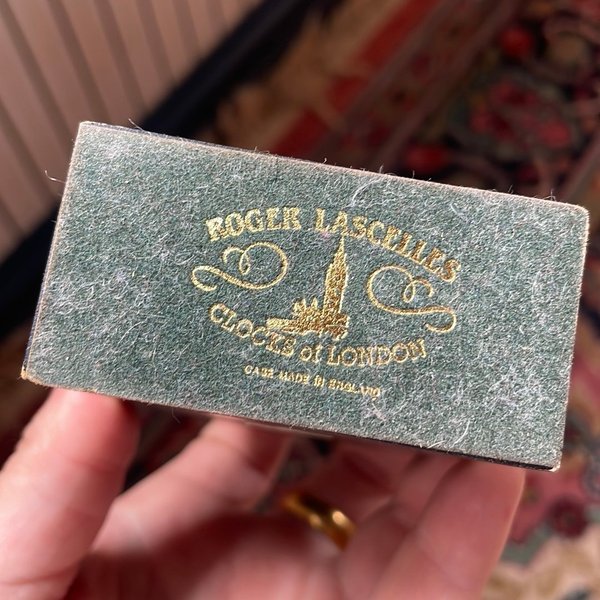 ROGER LASCELLES
CLOCKS of LONDON
CASE MADE IN ENGLAND